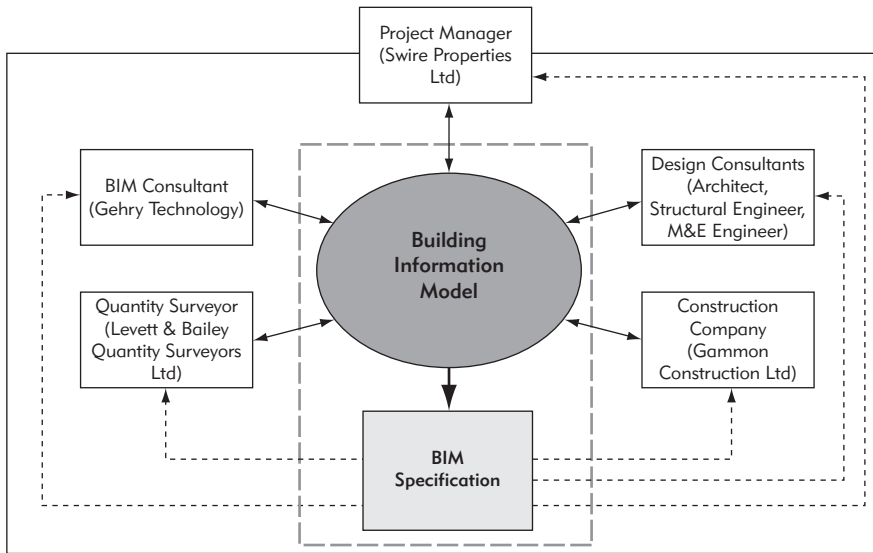 Project Manager
(Swire Properties
Ltd)
BIM Consultant
(Gehry Technology)
Design Consultants
(Architect,
Structural Engineer,
M&E Engineer)
Building
Information
Model
Quantity Surveyor
(Levett & Bailey
Quantity Surveyors
Ltd)
Construction
Company
(Gammon
Construction Ltd)
BIM
Specification